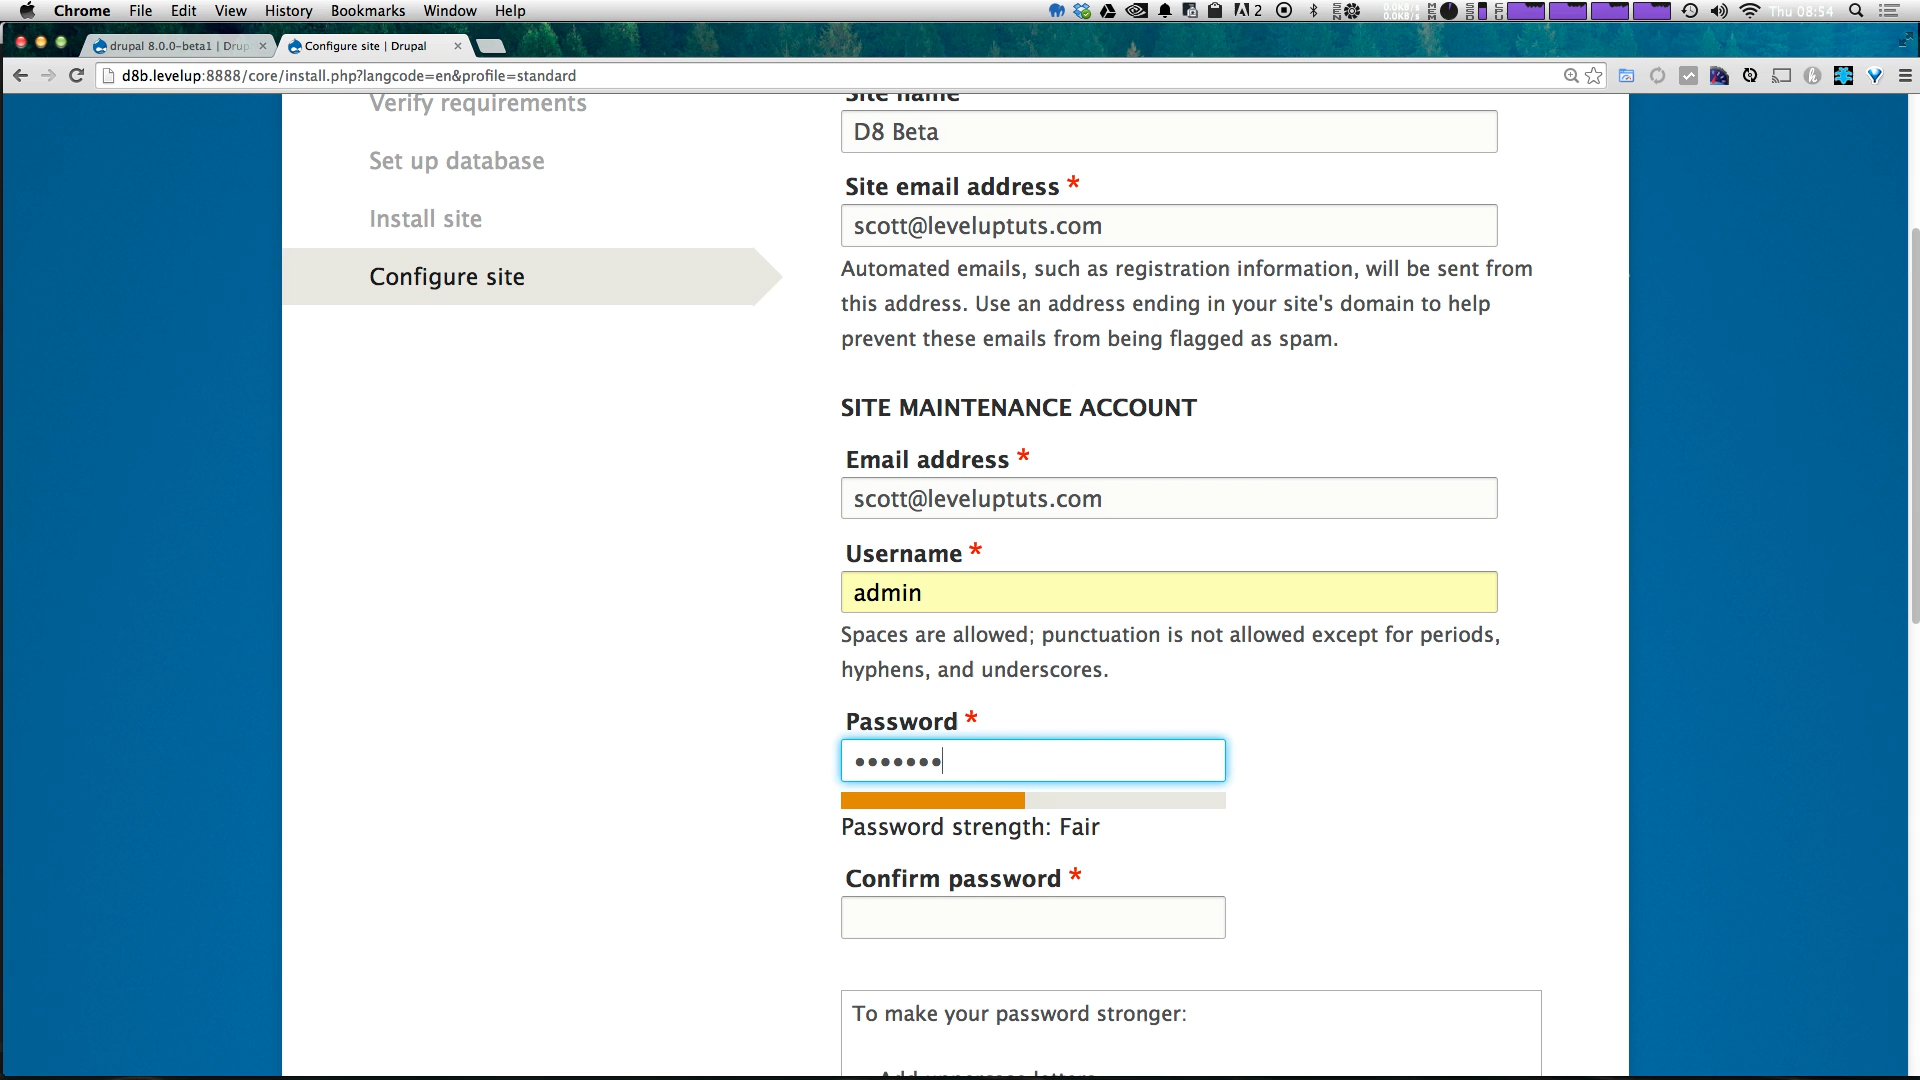 Chrome File Edit View History Bookmarks Window Help
2
0.0KB/s
0.0KB/s
Thu 08:54
drupal 8.0.0-beta1 | Drup
Configure site | Drupal
d8b.levelup:8888/core/install.php?langcode=en&profile=standard
Verify requirements
Set up database
Install site
Configure site
Site name
D8 Beta
Site email address *
scott@leveluptuts.com
Automated emails, such as registration information, will be sent from
this address. Use an address ending in your site's domain to help
prevent these emails from being flagged as spam.
SITE MAINTENANCE ACCOUNT
Email address *
scott@leveluptuts.com
Username *
admin
Spaces are allowed; punctuation is not allowed except for periods,
hyphens, and underscores.
Password *
•••••••
Password strength: Fair
Confirm password *
To make your password stronger:
Add uppercase letters